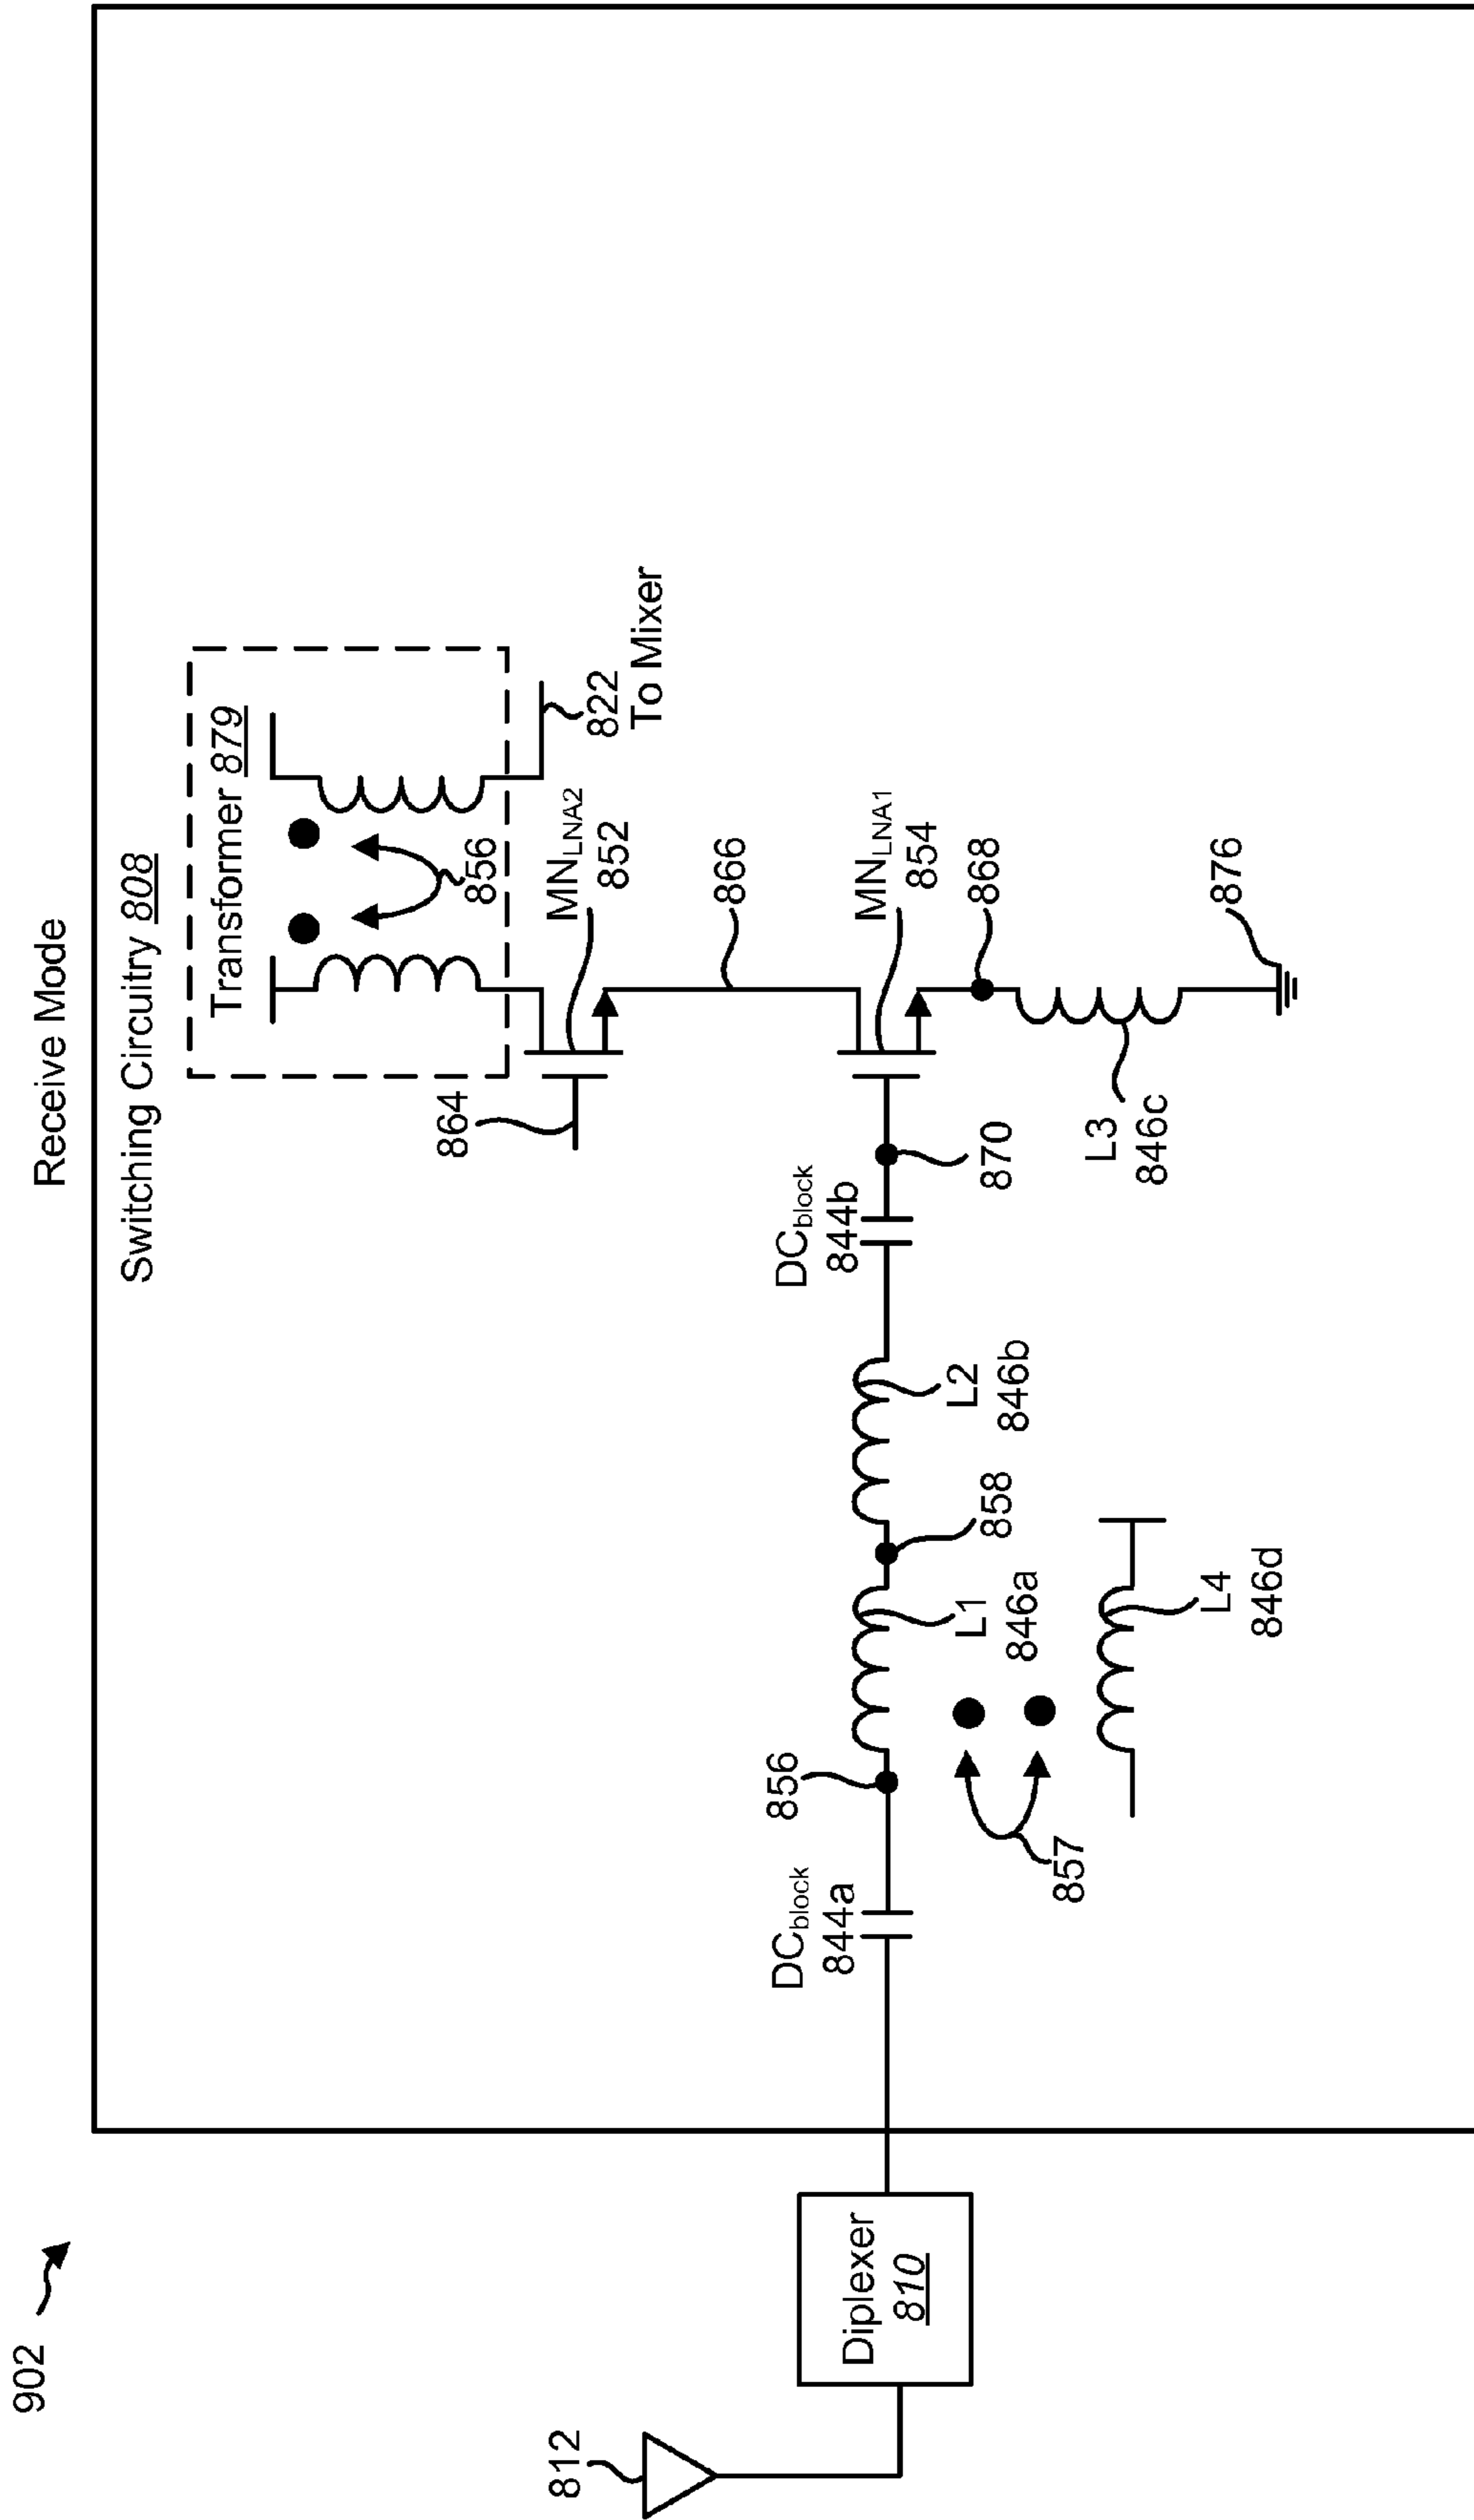 902
Receive Mode
Switching Circuitry 808
Transformer 879
856
864
MNLNA2
852
822
To Mixer
866
812
Diplexer
810
DCblock
844a
856
DCblock
844b
MNLNA1
854
868
870
858
L1
846a
L2
846b
857
L4
846d
L3
846c
876